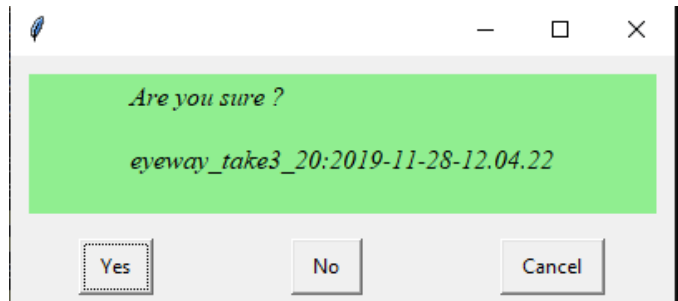 Are you sure ?
eyeway_take3_20:2019-11-28-12.04.22
Yes No Cancel